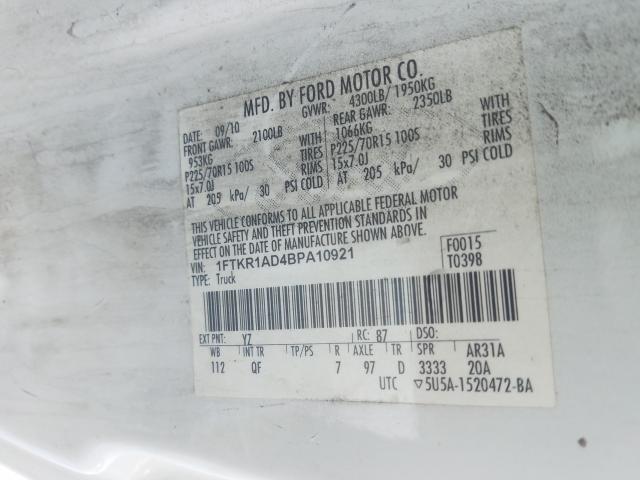 MFD. BY FORD MOTOR CO.
DATE: 09/10 GVWR: 4300LB/ 1950KG
FRONT GAWR: 2100LB REAR GAWR: 2350LB
953KG 1066KG WITH
P225/70R15 100S TIRES P225/70R15 100S TIRES
15x7.0J RIMS 15x7.0J RIMS
AT 205 kPa/ 30 PSI COLD AT 205 kPa/ 30 PSI COLD
THIS VEHICLE CONFORMS TO ALL APPLICABLE FEDERAL MOTOR
VEHICLE SAFETY AND THEFT PREVENTION STANDARDS IN
EFFECT ON THE DATE OF MANUFACTURE SHOWN ABOVE.
VIN: 1FTKR1AD4BPA10921 F0015
TYPE: Truck T0398
EXT PNT: YZ RC: 87 DSO:
WB INT TR TP/PS R AXLE TR SPR AR31A
112 QF 7 97 D 3333 20A
UTC ▽5U5A-1520472-BA